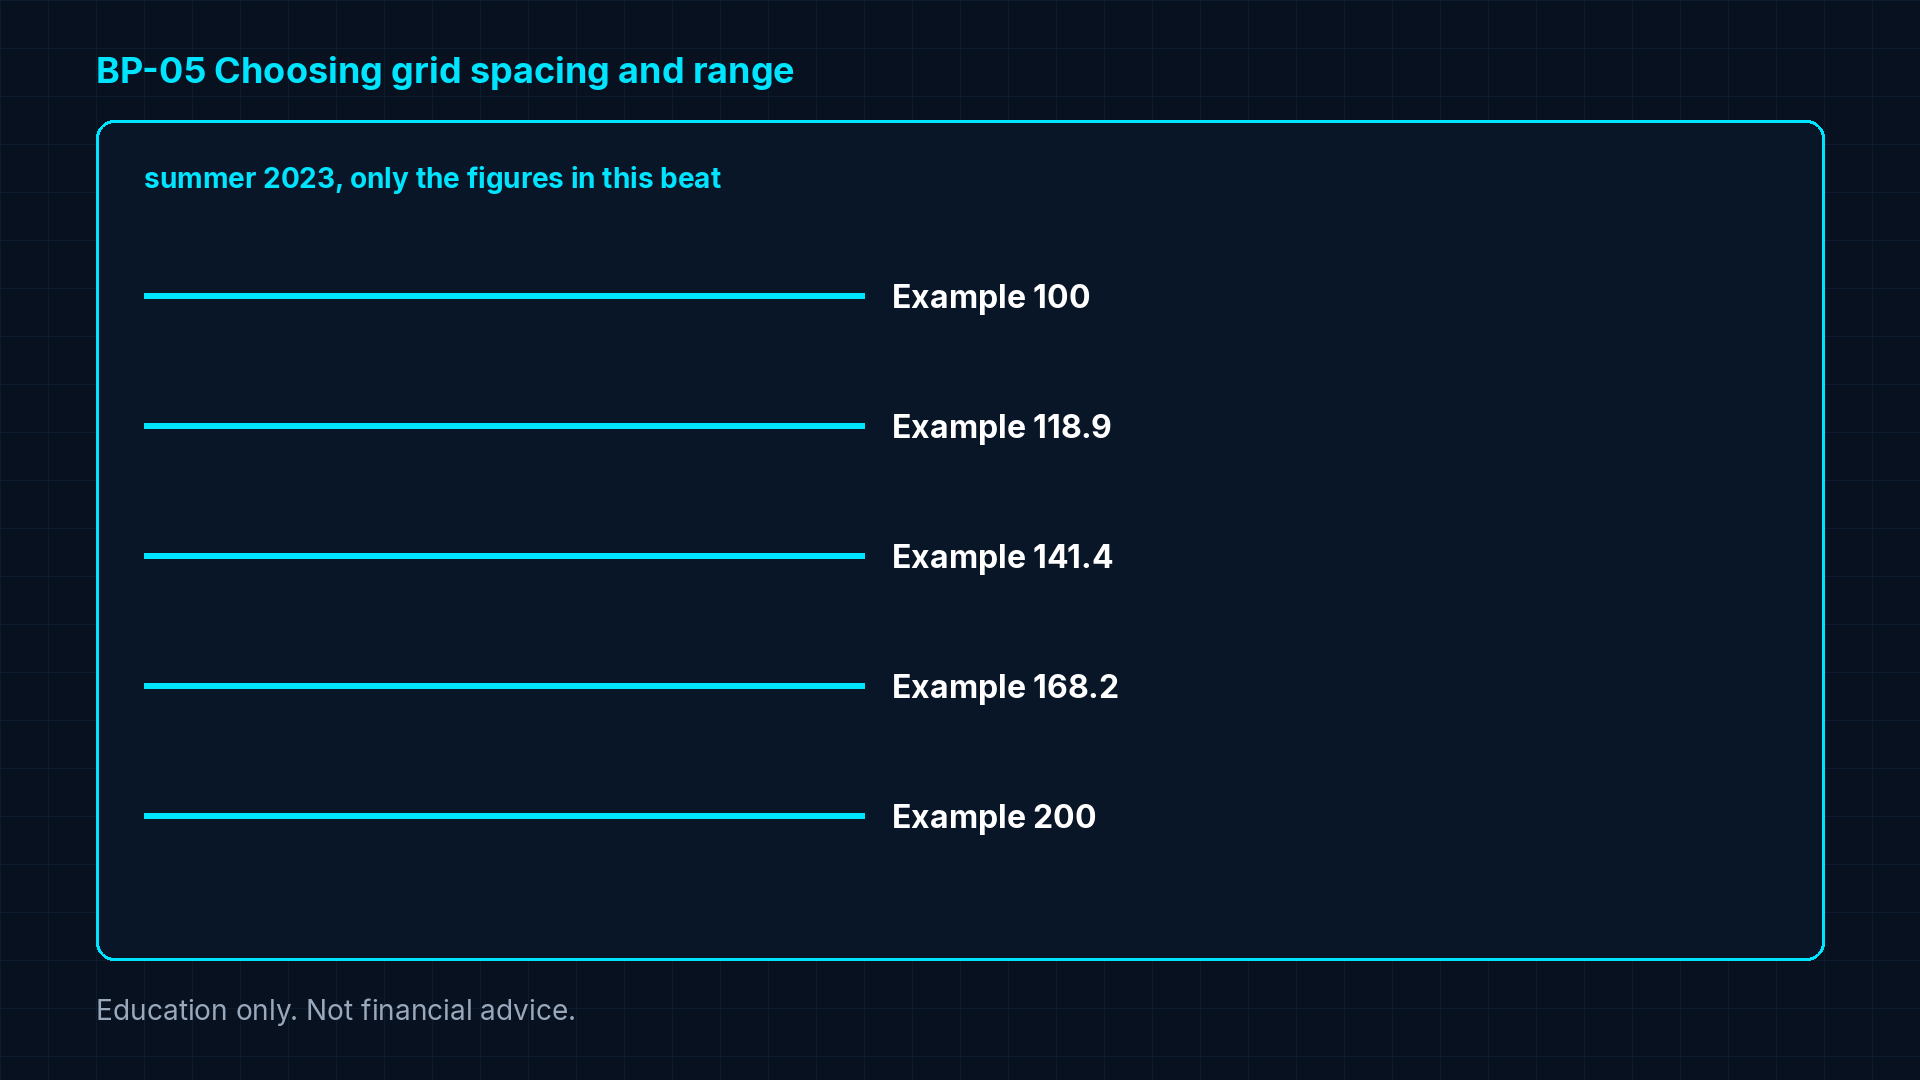 BP-05 Choosing grid spacing and range
summer 2023, only the figures in this beat
Example 100
Example 118.9
Example 141.4
Example 168.2
Example 200
Education only. Not financial advice.